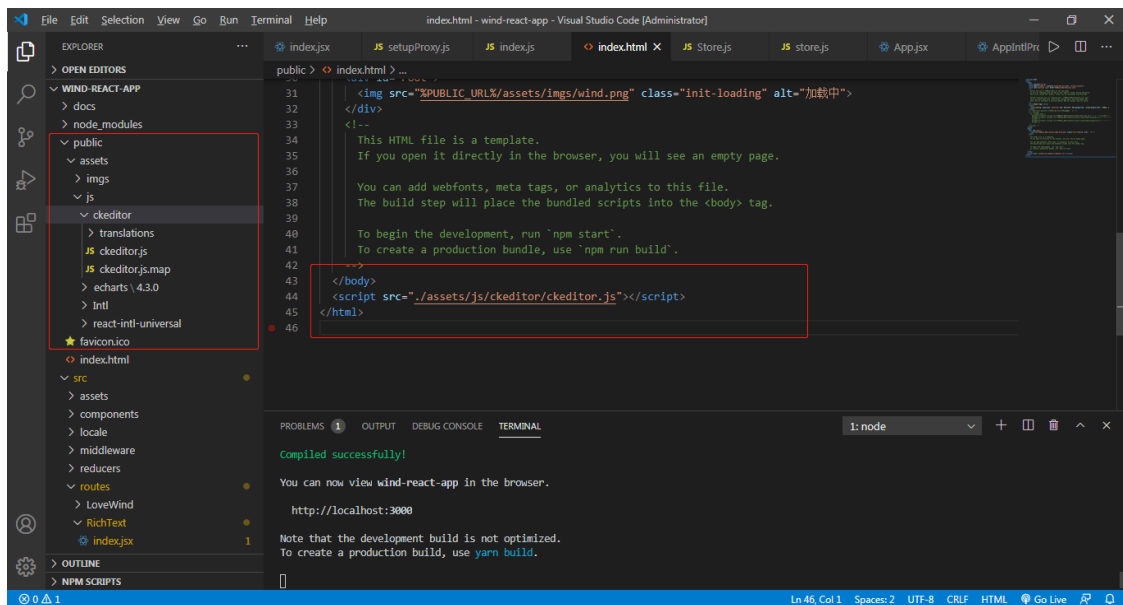 File Edit Selection View Go Run Terminal Help index.html - wind-react-app - Visual Studio Code [Administrator]
EXPLORER
OPEN EDITORS
WIND-REACT-APP
docs
node_modules
public
assets
imgs
js
ckeditor
translations
JS ckeditor.js
JS ckeditor.js.map
echarts \ 4.3.0
Intl
react-intl-universal
favicon.ico
<> index.html
src
assets
components
locale
middleware
reducers
routes
LoveWind
RichText
index.jsx 1
OUTLINE
NPM SCRIPTS
index.jsx JS setupProxy.js JS index.js <> index.html JS Store.js JS store.js App.jsx AppIntlPro
public > <> index.html > ...
31 <img src="%PUBLIC_URL%/assets/imgs/wind.png" class="init-loading" alt="加载中">
32 </div>
33 <!--
34 This HTML file is a template.
35 If you open it directly in the browser, you will see an empty page.
36
37 You can add webfonts, meta tags, or analytics to this file.
38 The build step will place the bundled scripts into the <body> tag.
39
40 To begin the development, run `npm start`.
41 To create a production bundle, use `npm run build`.
42 -->
43 </body>
44 <script src="./assets/js/ckeditor/ckeditor.js"></script>
45 </html>
46
PROBLEMS 1 OUTPUT DEBUG CONSOLE TERMINAL 1: node
Compiled successfully!
You can now view wind-react-app in the browser.
http://localhost:3000
Note that the development build is not optimized.
To create a production build, use yarn build.
0 1 Ln 46, Col 1 Spaces: 2 UTF-8 CRLF HTML Go Live